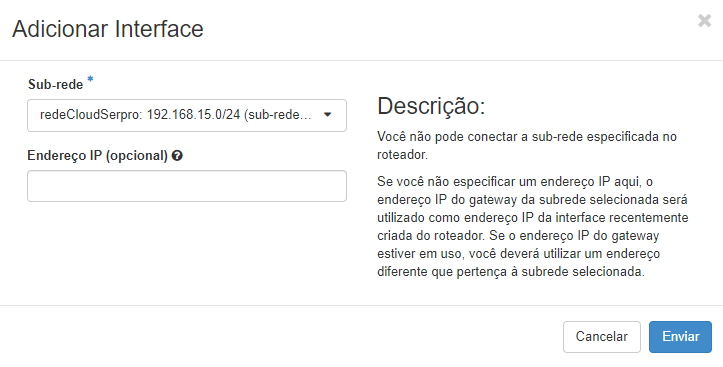 Adicionar Interface
×
Sub-rede *
redeCloudSerpro: 192.168.15.0/24 (sub-rede...
Endereço IP (opcional)
Descrição:
Você não pode conectar a sub-rede especificada no
roteador.
Se você não especificar um endereço IP aqui, o
endereço IP do gateway da subrede selecionada será
utilizado como endereço IP da interface recentemente
criada do roteador. Se o endereço IP do gateway
estiver em uso, você deverá utilizar um endereço
diferente que pertença à subrede selecionada.
Cancelar
Enviar